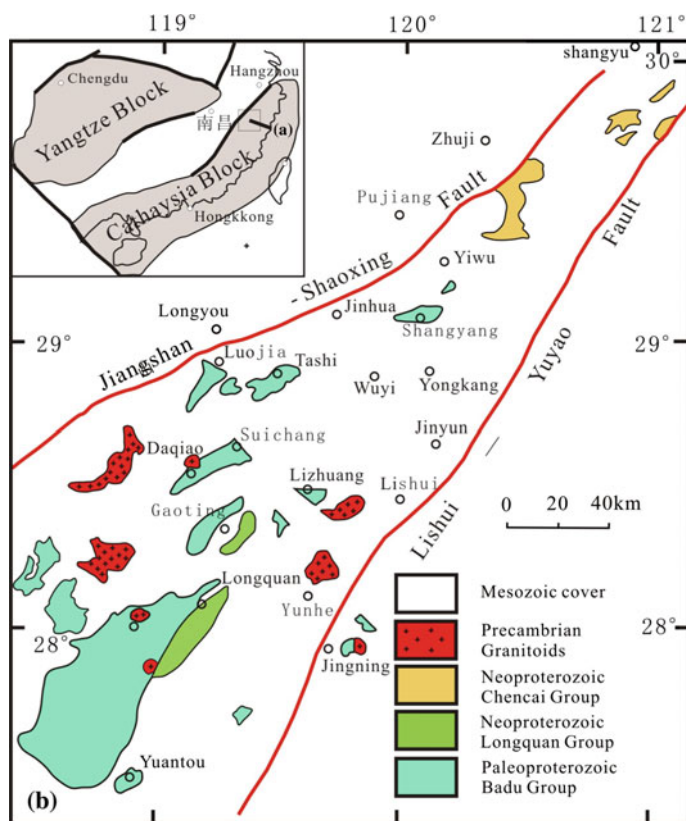 119°
120°
121°
shangyu
30°
Chengdu
Hangzhou
南昌
(a)
Yangtze Block
Cathaysia Block
Hongkkong
Zhuji
Pujiang
Fault
Fault
Yiwu
- Shaoxing
Jinhua
Longyou
Shangyang
29°
29°
Jiangshan
Luojia
Tashi
Wuyi
Yongkang
Yuyao
Suichang
Daqiao
Jinyun
Lizhuang
Lishui
Gaoting
Lishui
0 20 40km
Longquan
Yunhe
Mesozoic cover
28°
28°
Precambrian
Granitoids
Jingning
Neoproterozoic
Chencai Group
Neoproterozoic
Longquan Group
Yuantou
Paleoproterozoic
Badu Group
(b)
119°
120°